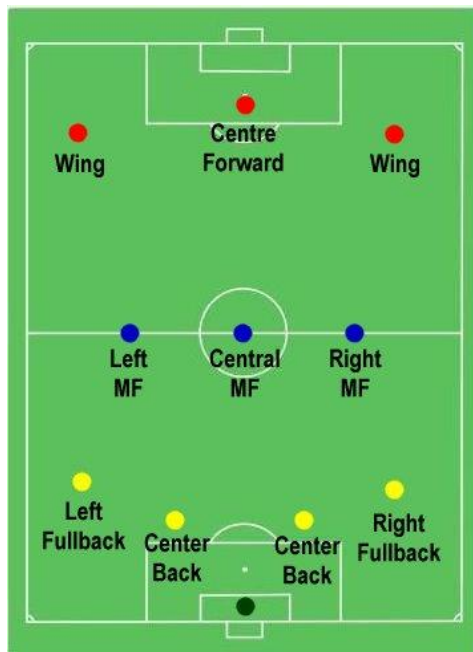 Centre
Forward
Wing
Wing
Left
MF
Central
MF
Right
MF
Left
Fullback
Center
Back
Center
Back
Right
Fullback